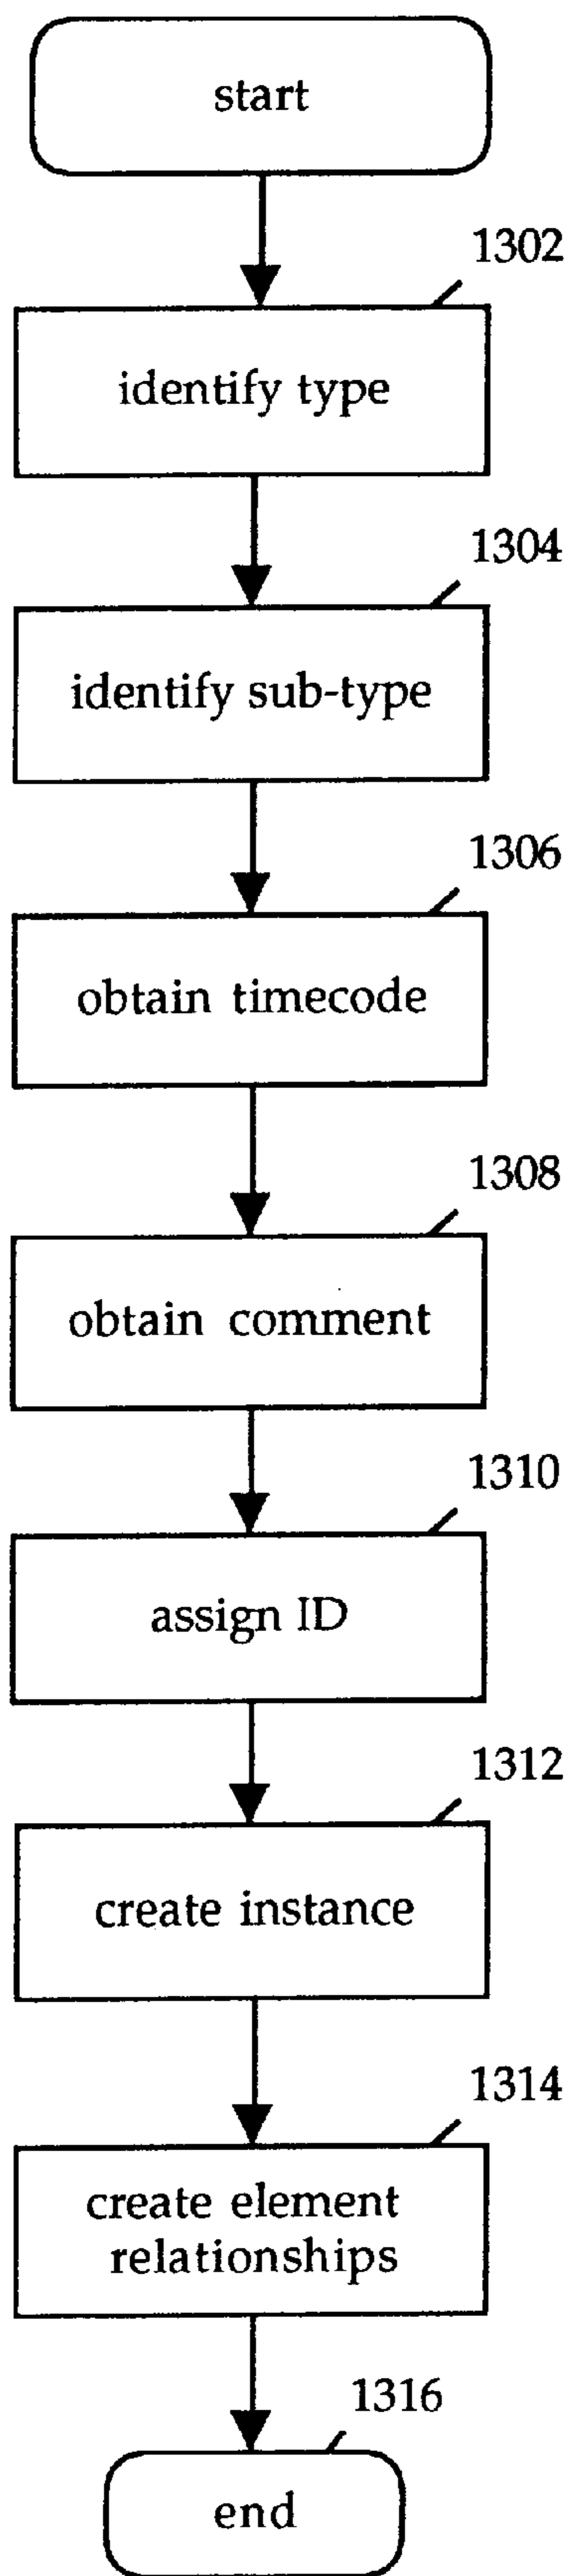 start
1302
identify type
1304
identify sub-type
1306
obtain timecode
1308
obtain comment
1310
assign ID
1312
create instance
1314
create element
relationships
1316
end